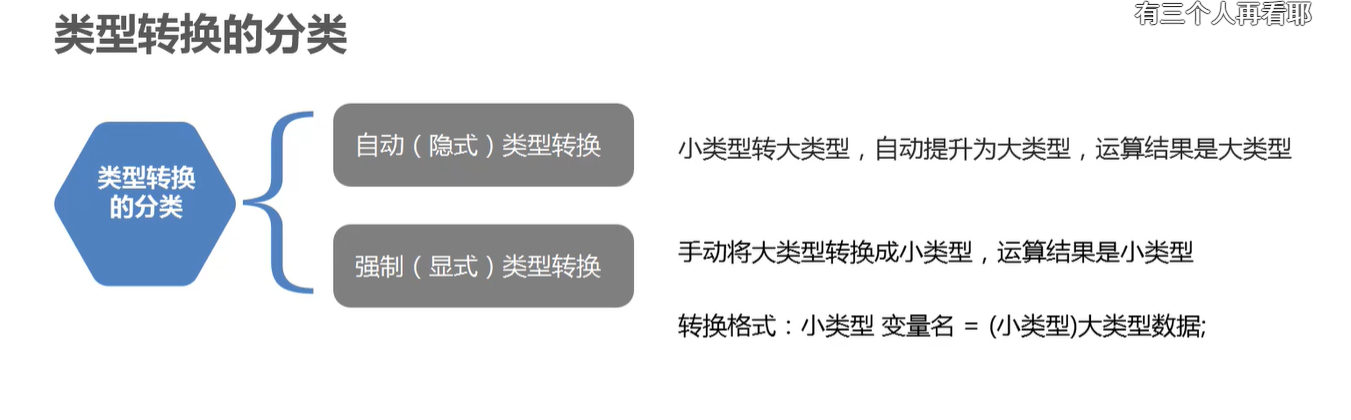 类型转换的分类
有三个人再看耶
类型转换
的分类
自动（隐式）类型转换
小类型转大类型，自动提升为大类型，运算结果是大类型
强制（显式）类型转换
手动将大类型转换成小类型，运算结果是小类型
转换格式：小类型 变量名 = (小类型)大类型数据;